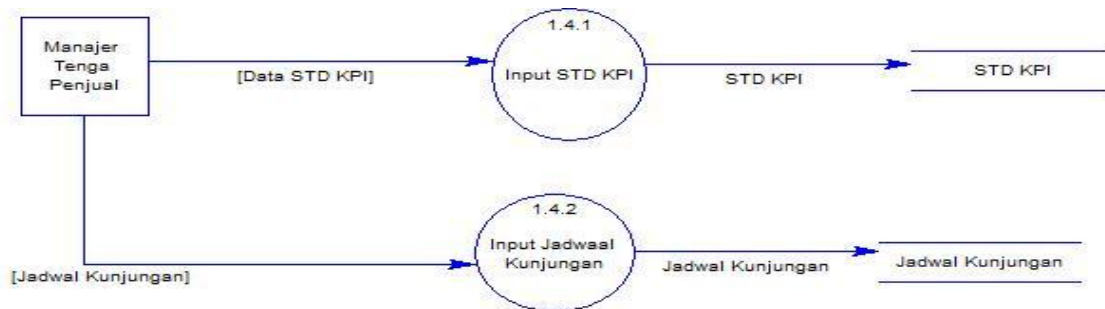 Manajer
Tenga
Penjual
[Data STD KPI]
1.4.1
Input STD KPI
STD KPI
STD KPI
[Jadwal Kunjungan]
1.4.2
Input Jadwaal
Kunjungan
Jadwal Kunjungan
Jadwal Kunjungan